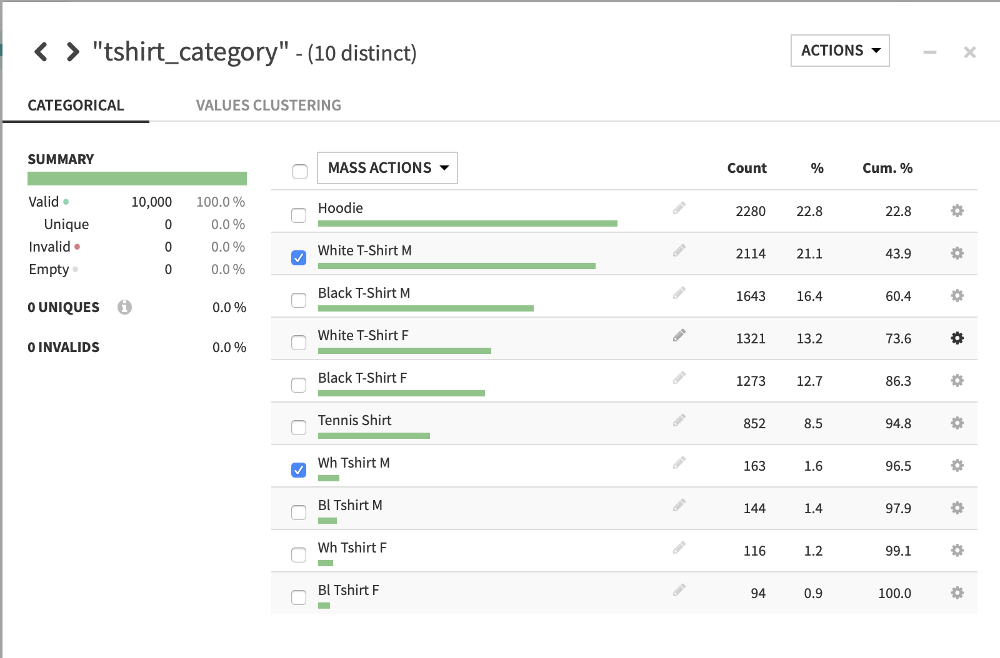 "tshirt_category" - (10 distinct)
ACTIONS
CATEGORICAL VALUES CLUSTERING
SUMMARY
Valid 10,000 100.0 %
Unique 0 0.0 %
Invalid 0 0.0 %
Empty 0 0.0 %
0 UNIQUES 0.0 %
0 INVALIDS 0.0 %
MASS ACTIONS Count % Cum. %
Hoodie 2280 22.8 22.8
White T-Shirt M 2114 21.1 43.9
Black T-Shirt M 1643 16.4 60.4
White T-Shirt F 1321 13.2 73.6
Black T-Shirt F 1273 12.7 86.3
Tennis Shirt 852 8.5 94.8
Wh Tshirt M 163 1.6 96.5
Bl Tshirt M 144 1.4 97.9
Wh Tshirt F 116 1.2 99.1
Bl Tshirt F 94 0.9 100.0